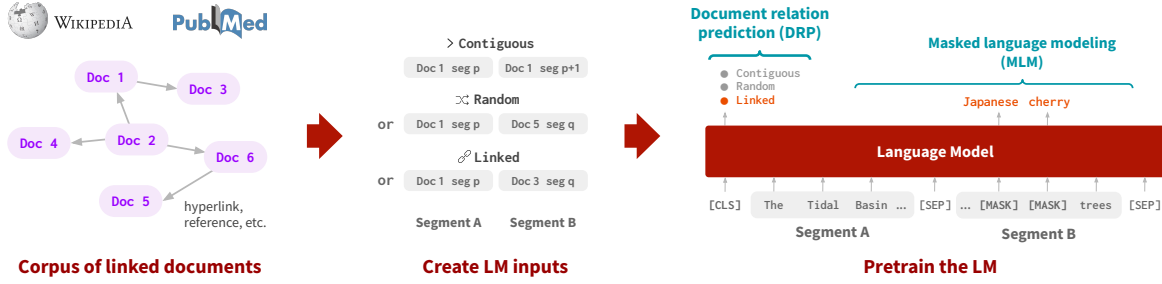 WIKIPEDIA
PubMed
Doc 1
Doc 3
Doc 2
Doc 4
Doc 6
Doc 5
hyperlink,
reference, etc.
Corpus of linked documents
Contiguous
Doc 1 seg p Doc 1 seg p+1
Random
or Doc 1 seg p Doc 5 seg q
Linked
or Doc 1 seg p Doc 3 seg q
Segment A Segment B
Create LM inputs
Document relation
prediction (DRP)
Contiguous
Random
Linked
Masked language modeling
(MLM)
Japanese cherry
Language Model
[CLS] The Tidal Basin ... [SEP] ... [MASK] [MASK] trees [SEP]
Segment A Segment B
Pretrain the LM